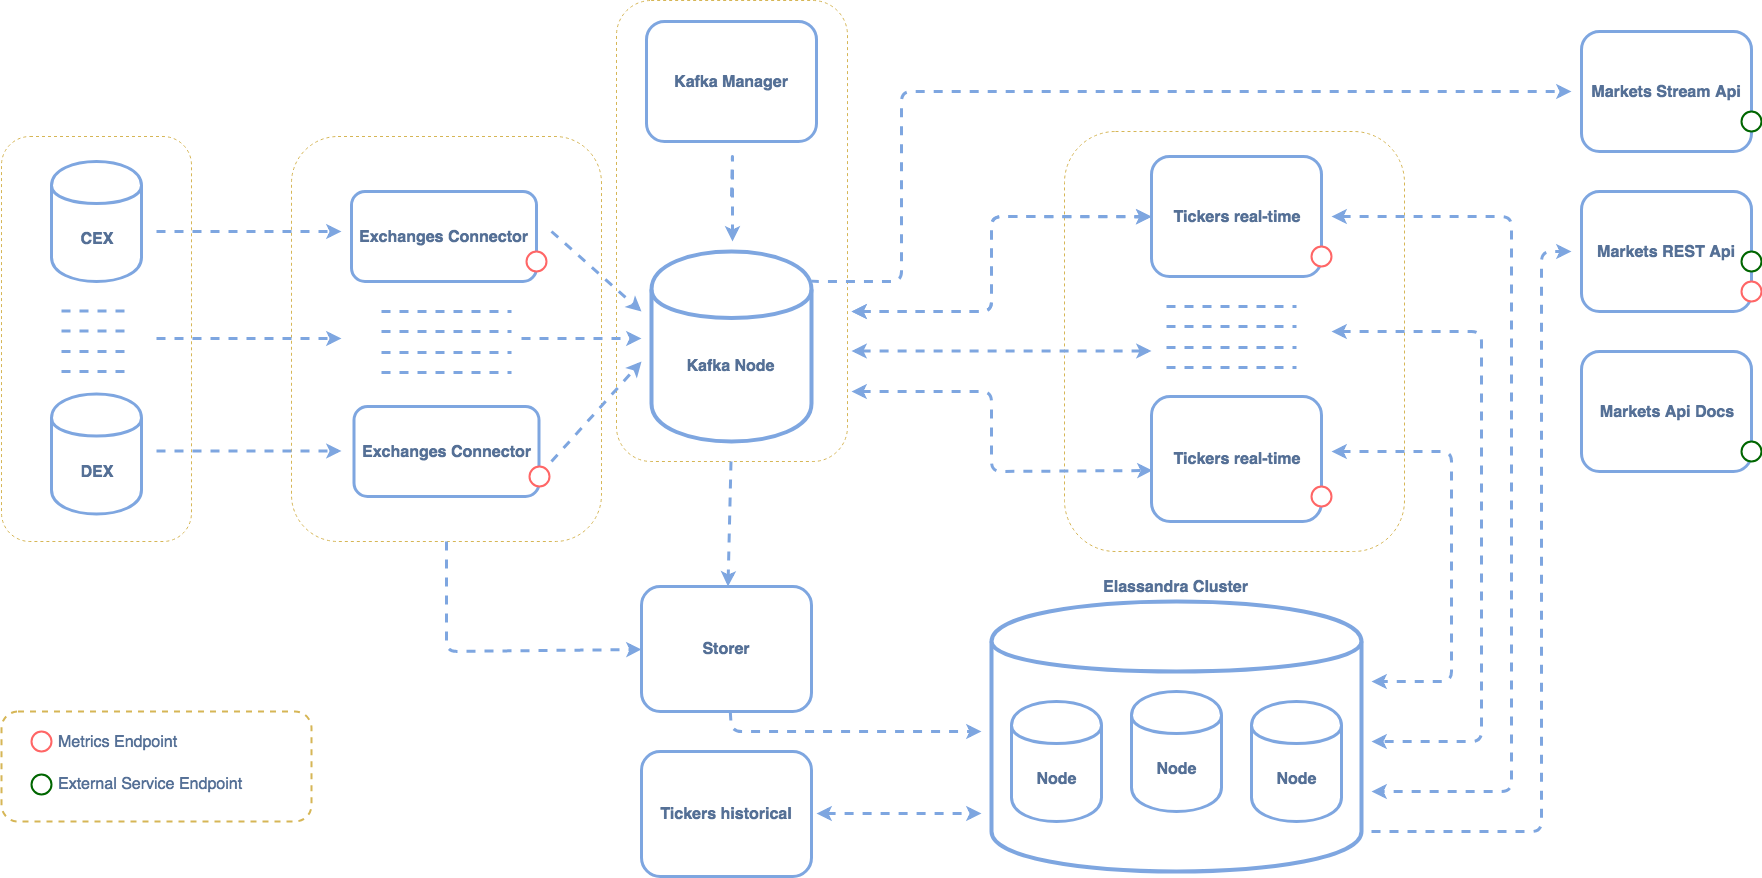 Kafka Manager
Markets Stream Api
CEX
Exchanges Connector
Tickers real-time
Markets REST Api
Kafka Node
Markets Api Docs
DEX
Exchanges Connector
Tickers real-time
Elassandra Cluster
Storer
Metrics Endpoint
External Service Endpoint
Node
Node
Node
Tickers historical